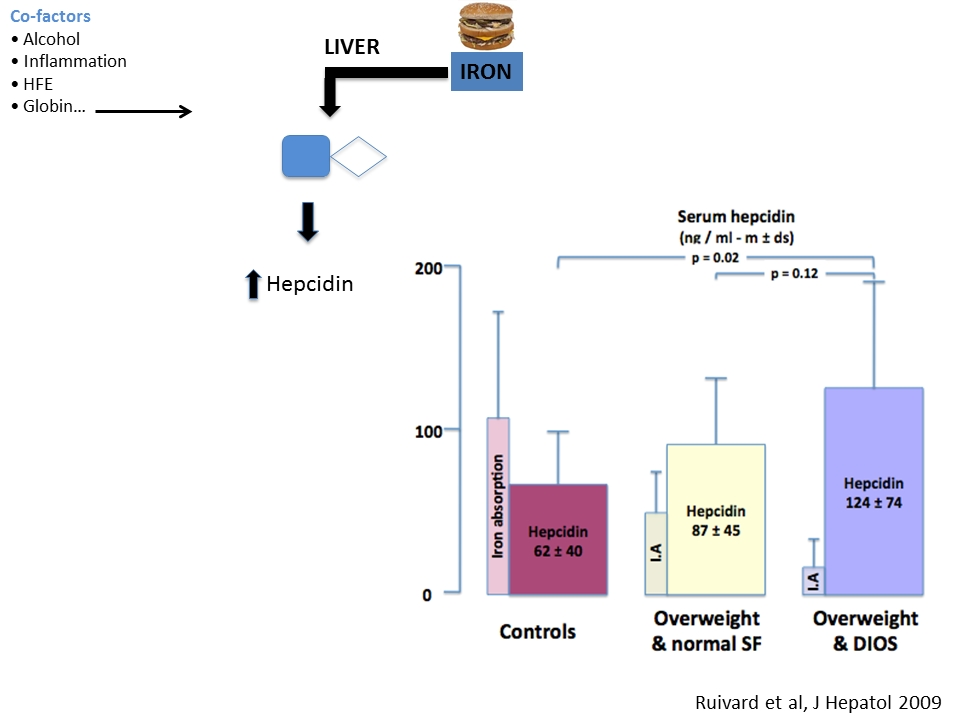 Co-factors
• Alcohol
• Inflammation
• HFE
• Globin…
LIVER
IRON
Hepcidin
Serum hepcidin
(ng / ml - m ± ds)
p = 0.02
p = 0.12
200
100
0
Iron absorption
Hepcidin
62 ± 40
I.A
Hepcidin
87 ± 45
I.A
Hepcidin
124 ± 74
Controls
Overweight
& normal SF
Overweight
& DIOS
Ruivard et al, J Hepatol 2009